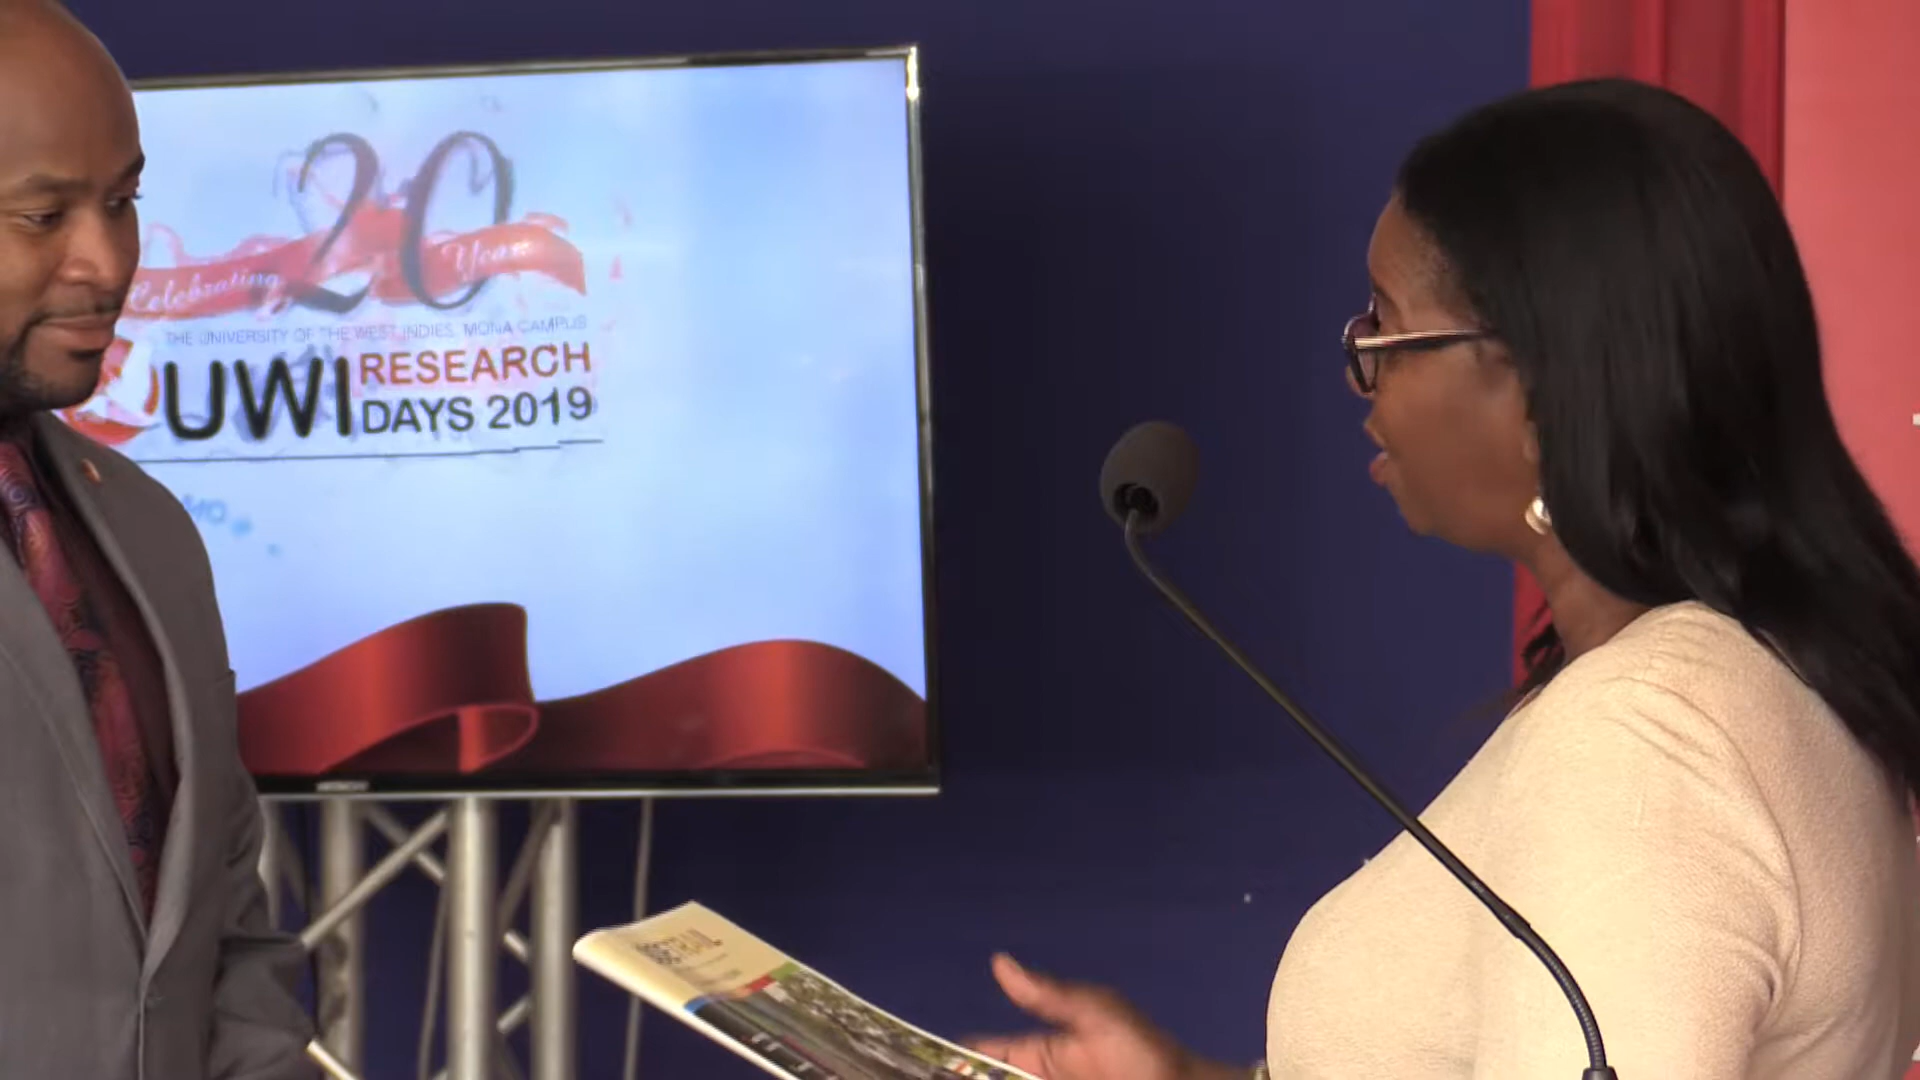 20
Celebrating Years
THE UNIVERSITY OF THE WEST INDIES, MONA CAMPUS
UWI RESEARCH
DAYS 2019